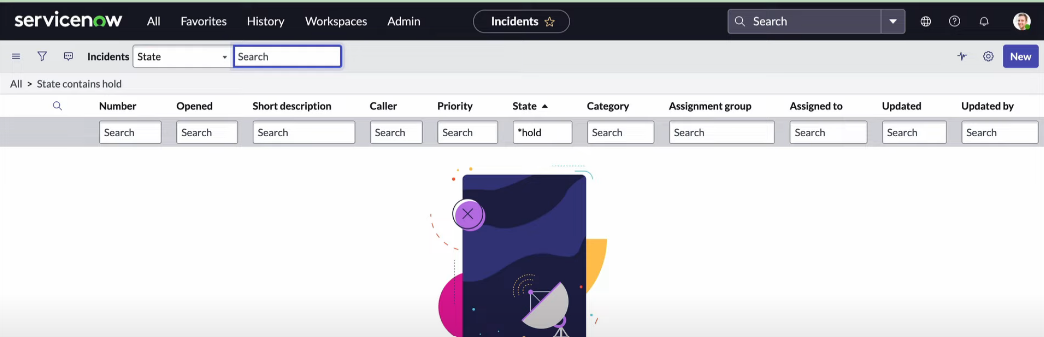 servicenow All Favorites History Workspaces Admin Incidents Search
Incidents State Search New
All > State contains hold
Number Opened Short description Caller Priority State Category Assignment group Assigned to Updated Updated by
Search Search Search Search Search *hold Search Search Search Search Search